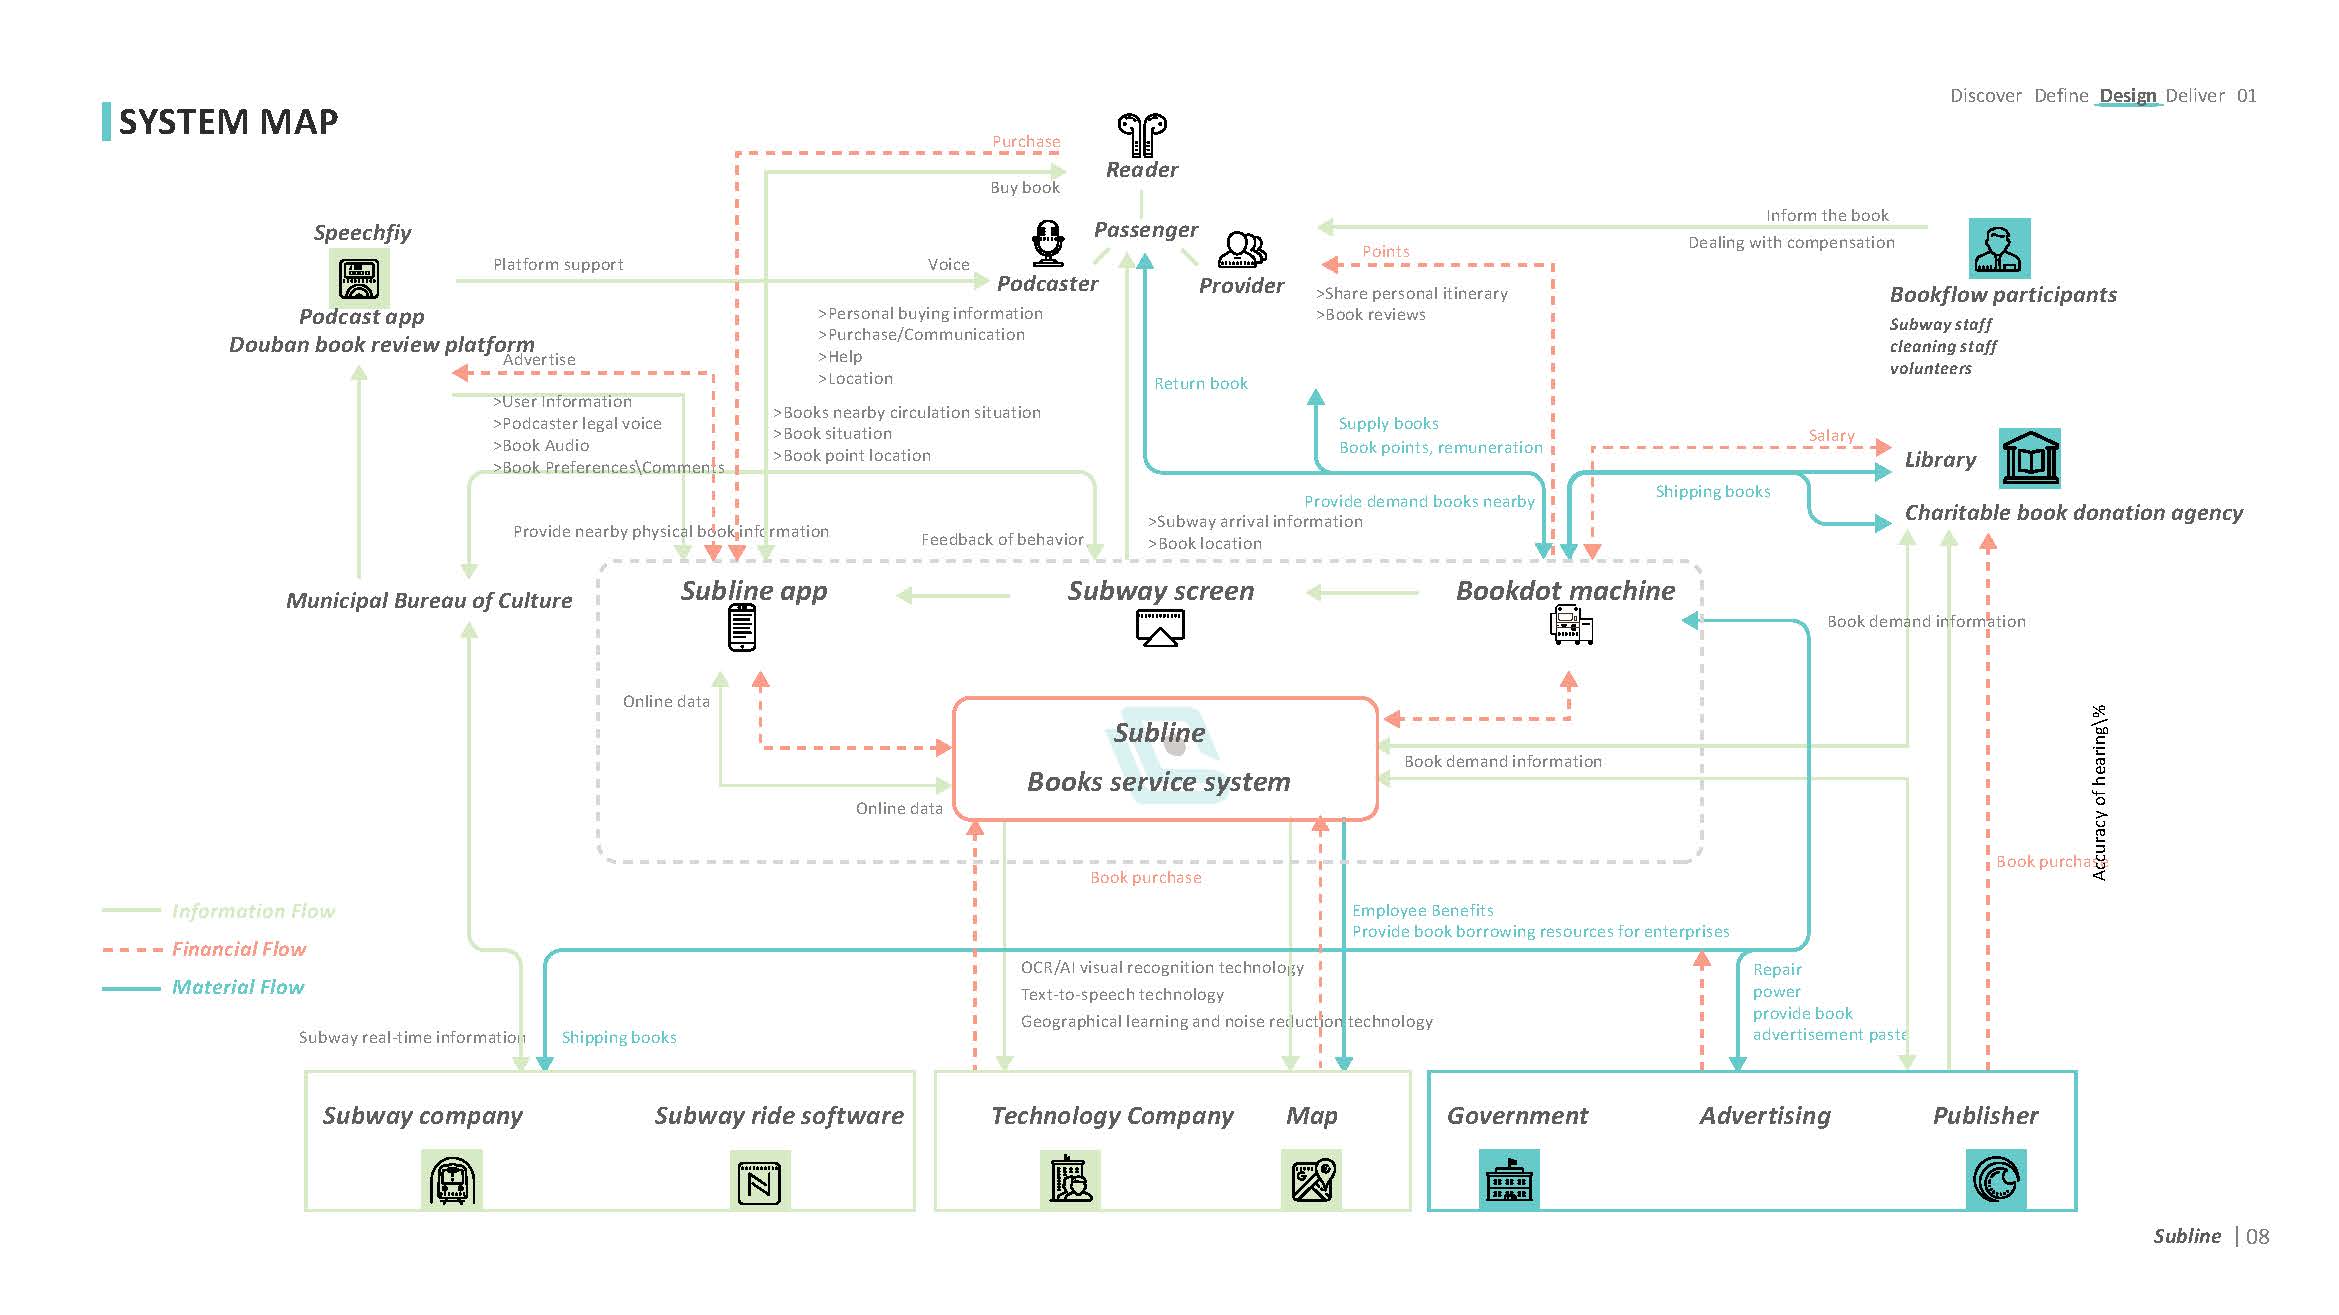 Discover Define Design Deliver 01
SYSTEM MAP
Purchase
Reader
Buy book
Speechfiy
Passenger
Inform the book
Dealing with compensation
Points
Platform support
Voice
Podcaster
Provider
>Share personal itinerary
>Book reviews
Bookflow participants
Subway staff
cleaning staff
volunteers
Podcast app
Douban book review platform
Advertise
>Personal buying information
>Purchase/Communication
>Help
>Location
Return book
>User Information
>Podcaster legal voice
>Book Audio
>Book Preferences\Comments
>Books nearby circulation situation
>Book situation
>Book point location
Supply books
Book points, remuneration
Salary
Library
Shipping books
Provide demand books nearby
Charitable book donation agency
Provide nearby physical book information
Feedback of behavior
>Subway arrival information
>Book location
Municipal Bureau of Culture
Subline app
Subway screen
Bookdot machine
Book demand information
Online data
Subline
Books service system
Book demand information
Online data
Accuracy of hearing\%
Book purchase
Book purchase
Information Flow
Financial Flow
Material Flow
Employee Benefits
Provide book borrowing resources for enterprises
OCR/AI visual recognition technology
Text-to-speech technology
Geographical learning and noise reduction technology
Repair
power
provide book
advertisement paste
Subway real-time information
Shipping books
Subway company
Subway ride software
Technology Company
Map
Government
Advertising
Publisher
Subline | 08